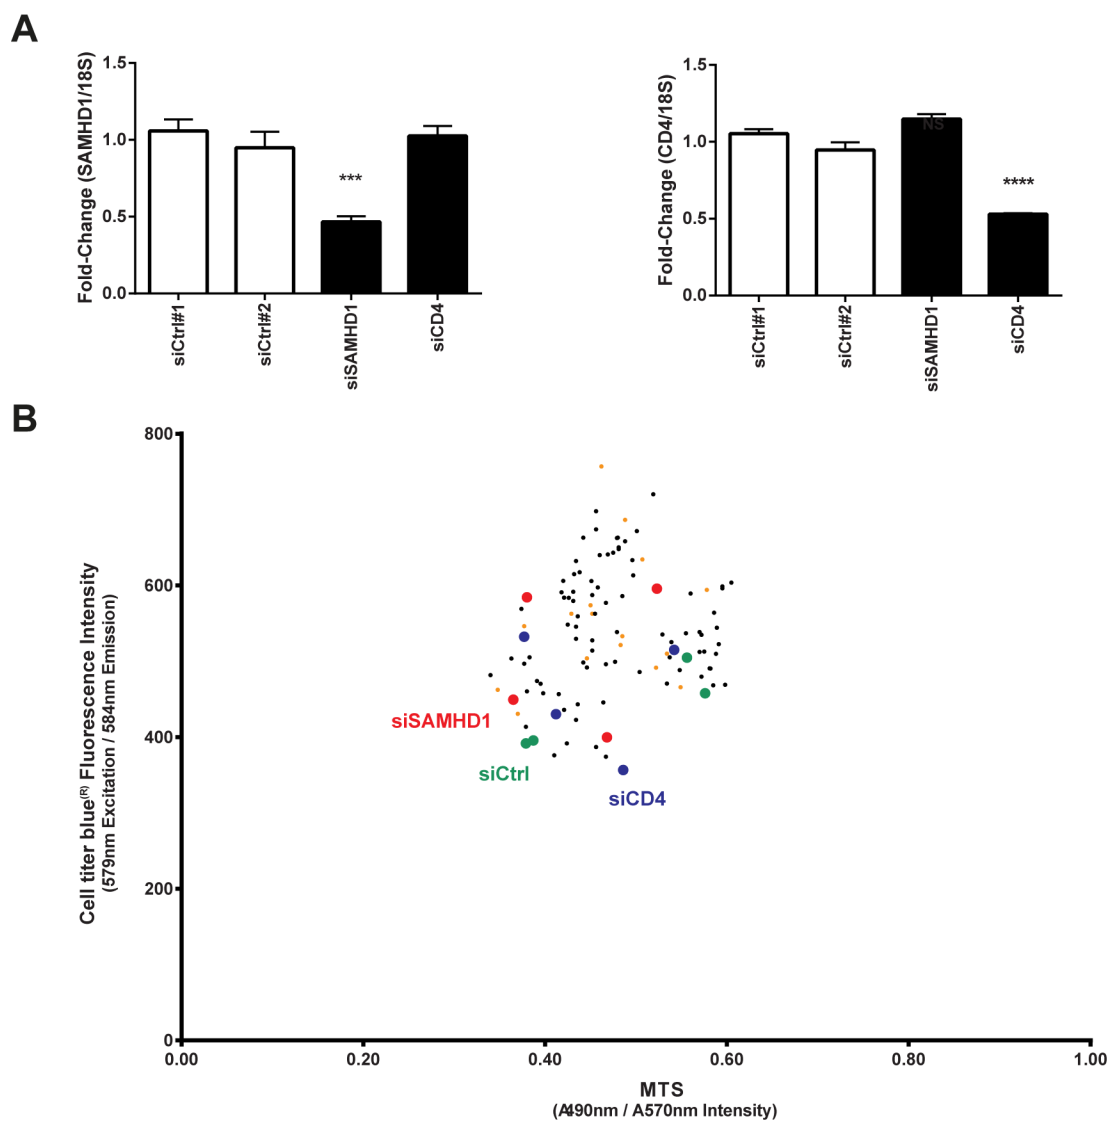 A
Fold-Change (SAMHD1/18S)
1.5
1.0
0.5
0.0
***
siCtrl#1
siCtrl#2
siSAMHD1
siCD4
Fold-Change (CD4/18S)
1.5
1.0
0.5
0.0
NS
****
siCtrl#1
siCtrl#2
siSAMHD1
siCD4
B
Cell titer blue(R) Fluorescence Intensity
(579nm Excitation / 584nm Emission)
800
600
400
200
0
siSAMHD1
siCtrl
siCD4
0.00
0.20
0.40
0.60
0.80
1.00
MTS
(A490nm / A570nm Intensity)